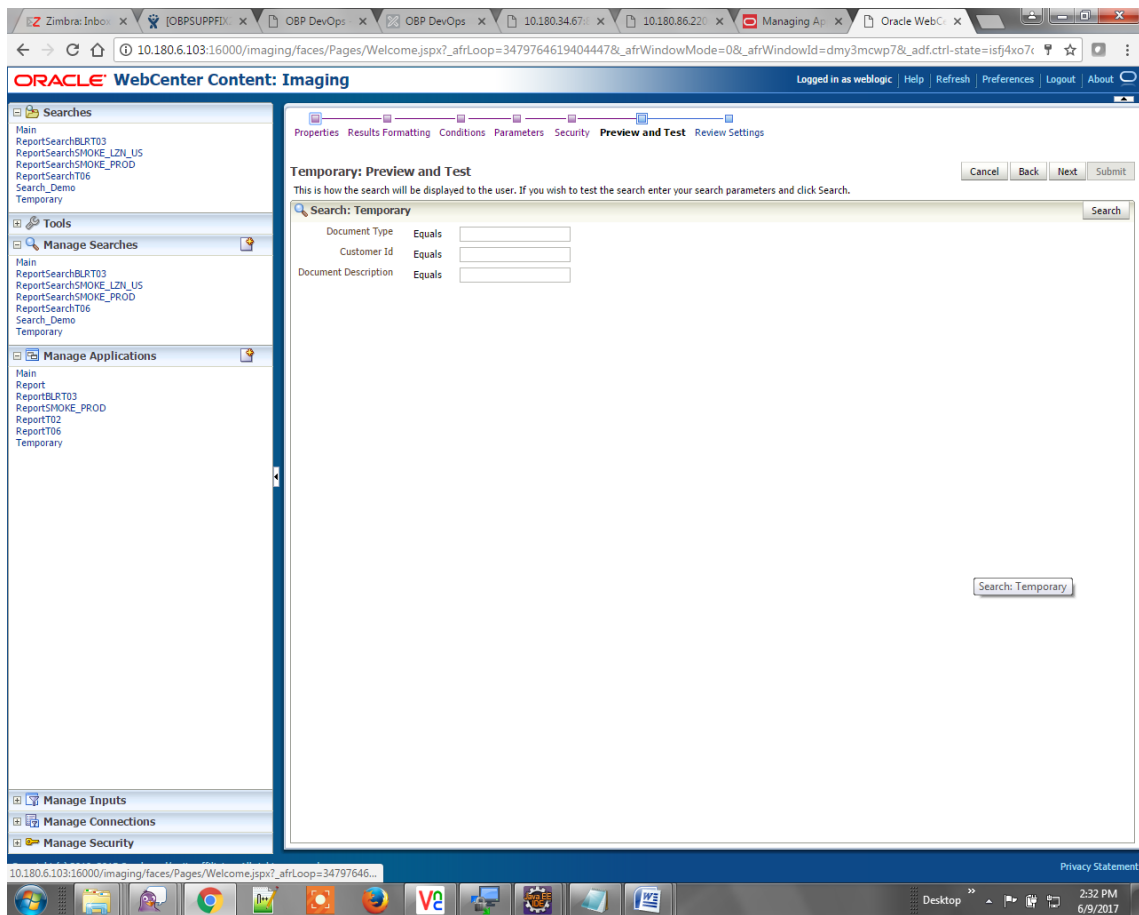 Zimbra: Inbox
[OBPSUPPFIX
OBP DevOps
OBP DevOps
10.180.34.67:
10.180.86.220
Managing Ap
Oracle WebCe
10.180.6.103:16000/imaging/faces/Pages/Welcome.jspx?_afrLoop=34797646194044478&_afrWindowMode=0&_afrWindowId=dmy3mcwp7&_adf.ctrl-state=isfj4xo7c
ORACLE WebCenter Content: Imaging
Logged in as weblogic | Help | Refresh | Preferences | Logout | About
Searches
Main
ReportSearchBLRT03
ReportSearchSMOKE_LZN_US
ReportSearchSMOKE_PROD
ReportSearchT06
Search_Demo
Temporary
Tools
Manage Searches
Main
ReportSearchBLRT03
ReportSearchSMOKE_LZN_US
ReportSearchSMOKE_PROD
ReportSearchT06
Search_Demo
Temporary
Manage Applications
Main
Report
ReportBLRT03
ReportSMOKE_PROD
ReportT02
ReportT06
Temporary
Manage Inputs
Manage Connections
Manage Security
Properties Results Formatting Conditions Parameters Security Preview and Test Review Settings
Temporary: Preview and Test
Cancel Back Next Submit
This is how the search will be displayed to the user. If you wish to test the search enter your search parameters and click Search.
Search: Temporary
Search
Document Type Equals
Customer Id Equals
Document Description Equals
Search: Temporary
Privacy Statement
10.180.6.103:16000/imaging/faces/Pages/Welcome.jspx?_afrLoop=34797646...
Desktop
2:32 PM
6/9/2017